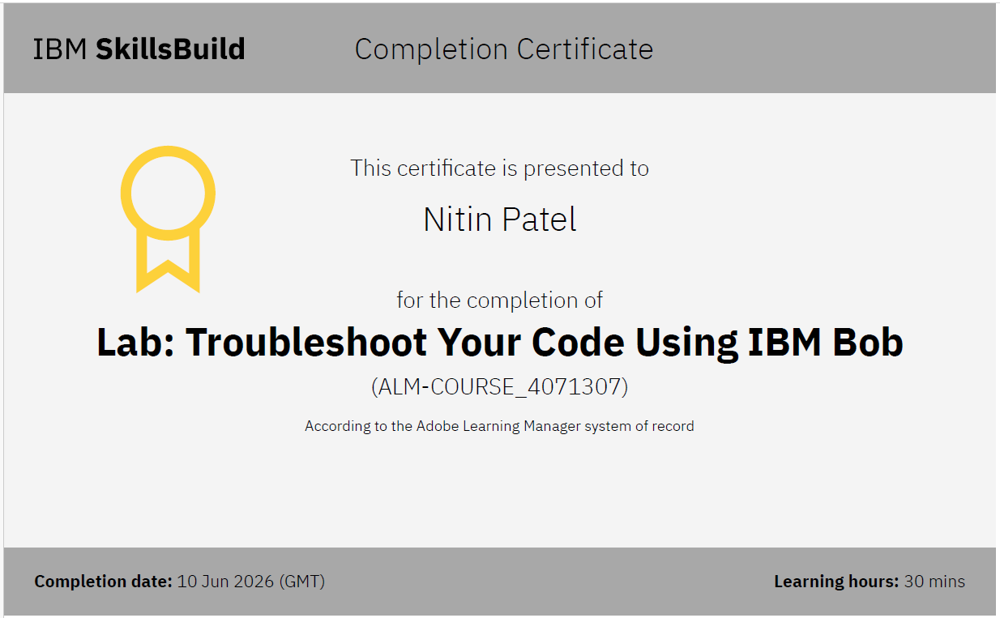 IBM SkillsBuild
Completion Certificate
This certificate is presented to
Nitin Patel
for the completion of
Lab: Troubleshoot Your Code Using IBM Bob
(ALM-COURSE_4071307)
According to the Adobe Learning Manager system of record
Completion date: 10 Jun 2026 (GMT)
Learning hours: 30 mins